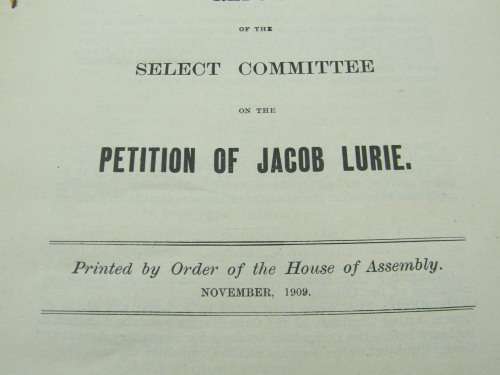 OF THE
SELECT COMMITTEE
ON THE
PETITION OF JACOB LURIE.
Printed by Order of the House of Assembly.
NOVEMBER, 1909.